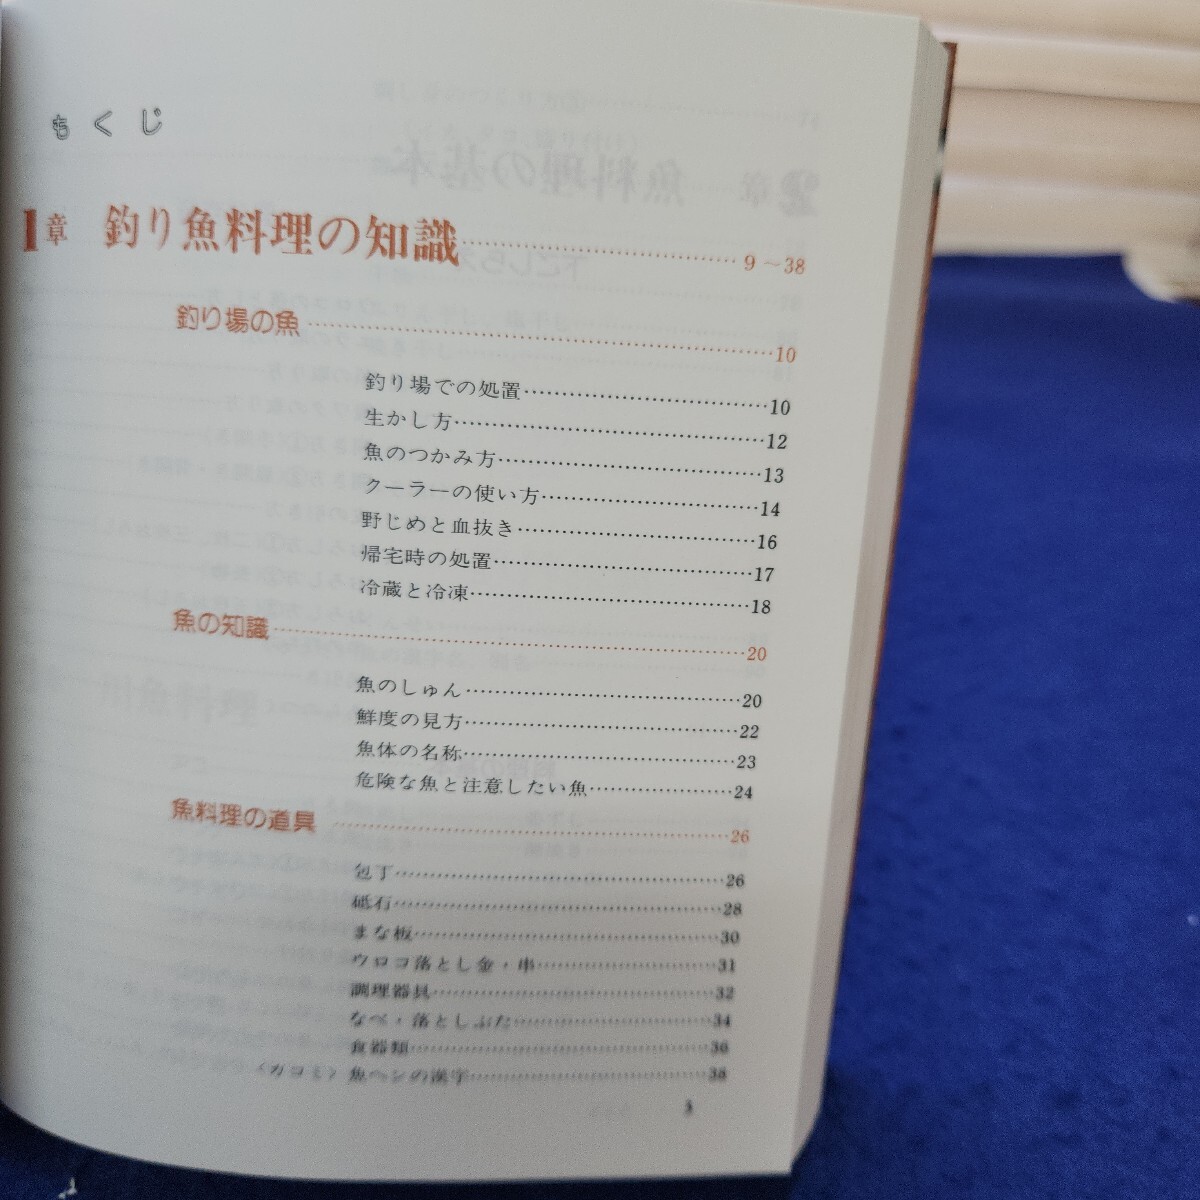 もくじ
1章 釣り魚料理の知識 9～38
釣り場の魚 10
釣り場での処置 10
生かし方 12
魚のつかみ方 13
クーラーの使い方 14
野じめと血抜き 16
帰宅時の処置 17
冷蔵と冷凍 18
魚の知識 20
魚のしゅん 20
鮮度の見方 22
魚体の名称 23
危険な魚と注意したい魚 24
魚料理の道具 26
包丁 26
砥石 28
まな板 30
ウロコ落とし金・串 31
調理器具 32
なべ・落としぶた 34
食器類 36
〈カコミ〉魚ヘンの漢字 38